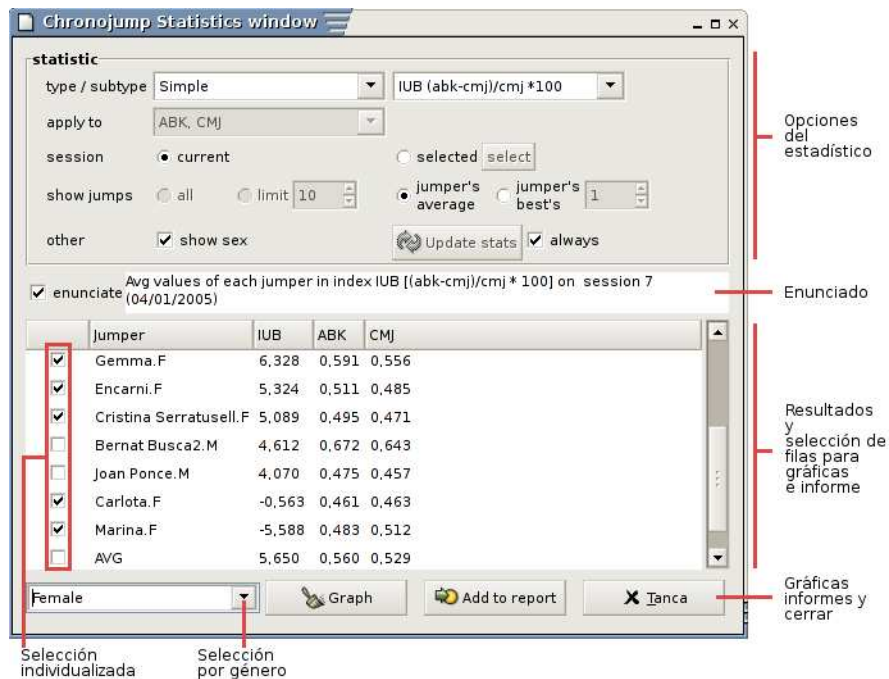 Chronojump Statistics window
statistic
type / subtype Simple IUB (abk-cmj)/cmj *100
apply to ABK, CMJ
session current selected select
show jumps all limit 10 jumper's average jumper's best's 1
other show sex Update stats always
enunciate Avg values of each jumper in index IUB [(abk-cmj)/cmj * 100] on session 7
(04/01/2005)
Jumper IUB ABK CMJ
Gemma.F 6,328 0,591 0,556
Encarni.F 5,324 0,511 0,485
Cristina Serratusell.F 5,089 0,495 0,471
Bernat Busca2.M 4,612 0,672 0,643
Joan Ponce.M 4,070 0,475 0,457
Carlota.F -0,563 0,461 0,463
Marina.F -5,588 0,483 0,512
AVG 5,650 0,560 0,529
Female Graph Add to report Tanca
Opciones
del
estadístico
Enunciado
Resultados
y
selección de
filas para
gráficas
e informe
Gráficas
informes y
cerrar
Selección
individualizada
Selección
por género